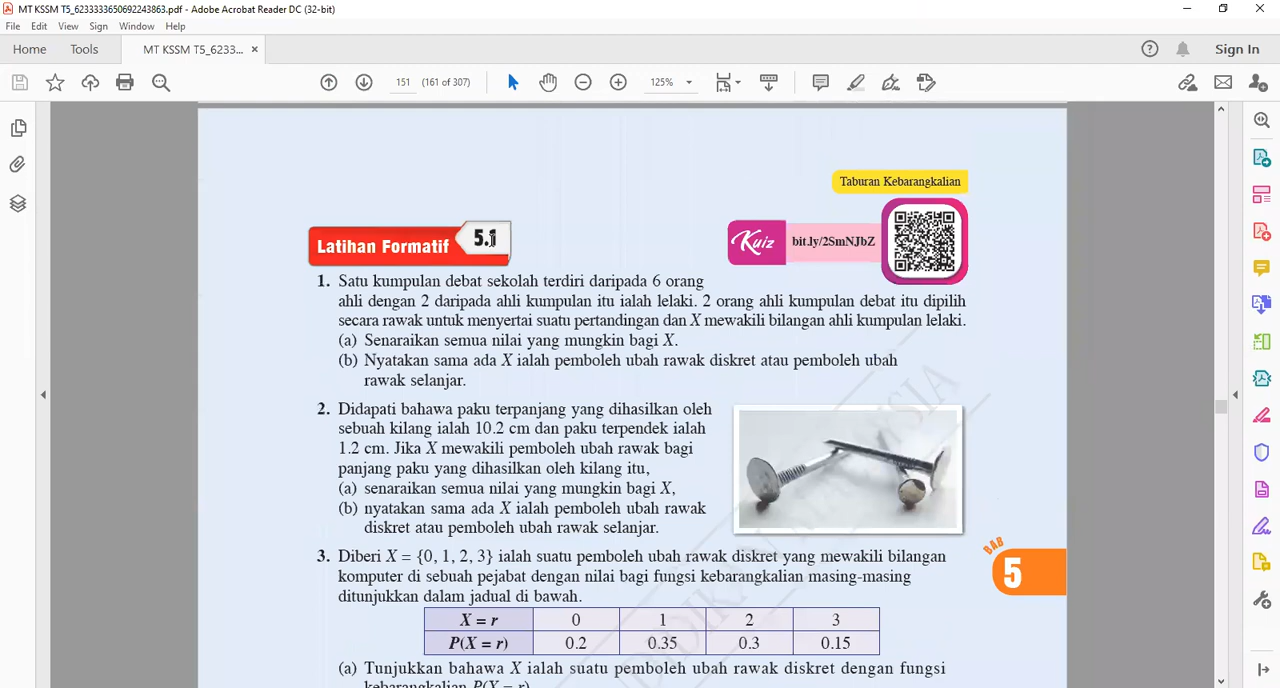 MT KSSM T5_6233333650692243863.pdf - Adobe Acrobat Reader DC (32-bit)
File Edit View Sign Window Help
Home Tools MT KSSM T5_6233... × Sign In
151 (161 of 307) 125%
Taburan Kebarangkalian
Latihan Formatif 5.1
Kuiz bit.ly/2SmNJbZ
1. Satu kumpulan debat sekolah terdiri daripada 6 orang
ahli dengan 2 daripada ahli kumpulan itu ialah lelaki. 2 orang ahli kumpulan debat itu dipilih
secara rawak untuk menyertai suatu pertandingan dan X mewakili bilangan ahli kumpulan lelaki.
(a) Senaraikan semua nilai yang mungkin bagi X.
(b) Nyatakan sama ada X ialah pemboleh ubah rawak diskret atau pemboleh ubah
rawak selanjar.
2. Didapati bahawa paku terpanjang yang dihasilkan oleh
sebuah kilang ialah 10.2 cm dan paku terpendek ialah
1.2 cm. Jika X mewakili pemboleh ubah rawak bagi
panjang paku yang dihasilkan oleh kilang itu,
(a) senaraikan semua nilai yang mungkin bagi X,
(b) nyatakan sama ada X ialah pemboleh ubah rawak
diskret atau pemboleh ubah rawak selanjar.
3. Diberi X = {0, 1, 2, 3} ialah suatu pemboleh ubah rawak diskret yang mewakili bilangan
komputer di sebuah pejabat dengan nilai bagi fungsi kebarangkalian masing-masing
ditunjukkan dalam jadual di bawah.
X = r 0 1 2 3
P(X = r) 0.2 0.35 0.3 0.15
(a) Tunjukkan bahawa X ialah suatu pemboleh ubah rawak diskret dengan fungsi
kebarangkalian P(X = r)
BAB
5